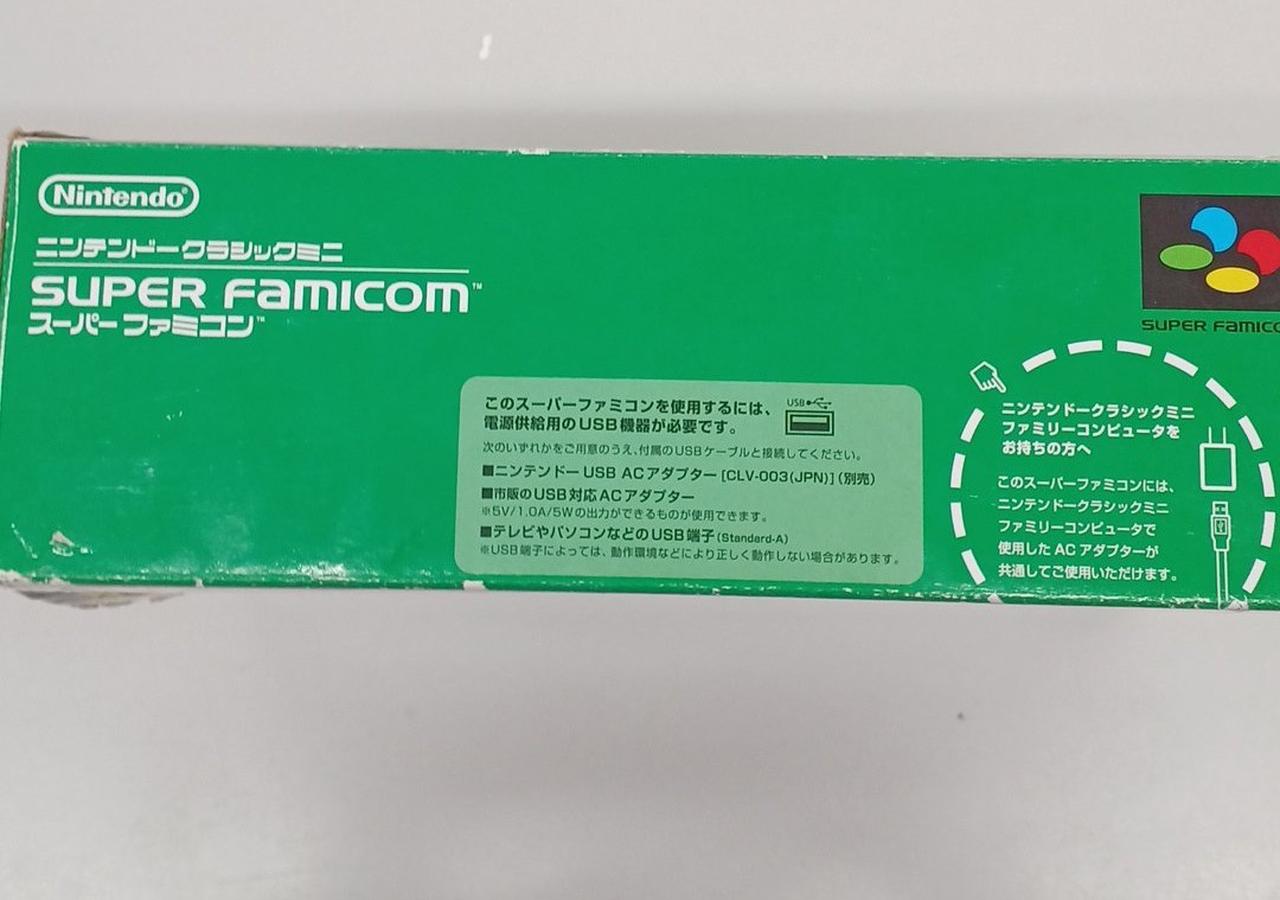 Nintendo®
ニンテンドークラシックミニ
SUPER FAMICOM™
スーパーファミコン™
SUPER FAMICO
このスーパーファミコンを使用するには、
電源供給用のUSB機器が必要です。
USB
次のいずれかをご用意のうえ、付属のUSBケーブルと接続してください。
■ニンテンドーUSB ACアダプター[CLV-003(JPN)](別売)
■市販のUSB対応ACアダプター
※5V/1.0A/5Wの出力ができるものが使用できます。
■テレビやパソコンなどのUSB端子(Standard-A)
※USB端子によっては、動作環境などにより正しく動作しない場合があります。
ニンテンドークラシックミニ
ファミリーコンピュータを
お持ちの方へ
このスーパーファミコンには、
ニンテンドークラシックミニ
ファミリーコンピュータで
使用したACアダプターが
共通してご使用いただけます。